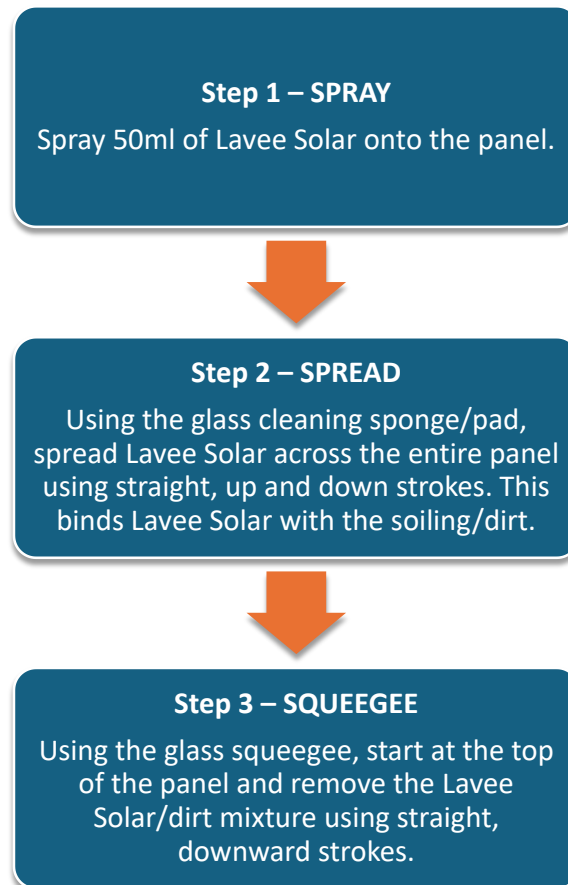 Step 1 – SPRAY
Spray 50ml of Lavee Solar onto the panel.
Step 2 – SPREAD
Using the glass cleaning sponge/pad,
spread Lavee Solar across the entire panel
using straight, up and down strokes. This
binds Lavee Solar with the soiling/dirt.
Step 3 – SQUEEGEE
Using the glass squeegee, start at the top
of the panel and remove the Lavee
Solar/dirt mixture using straight,
downward strokes.